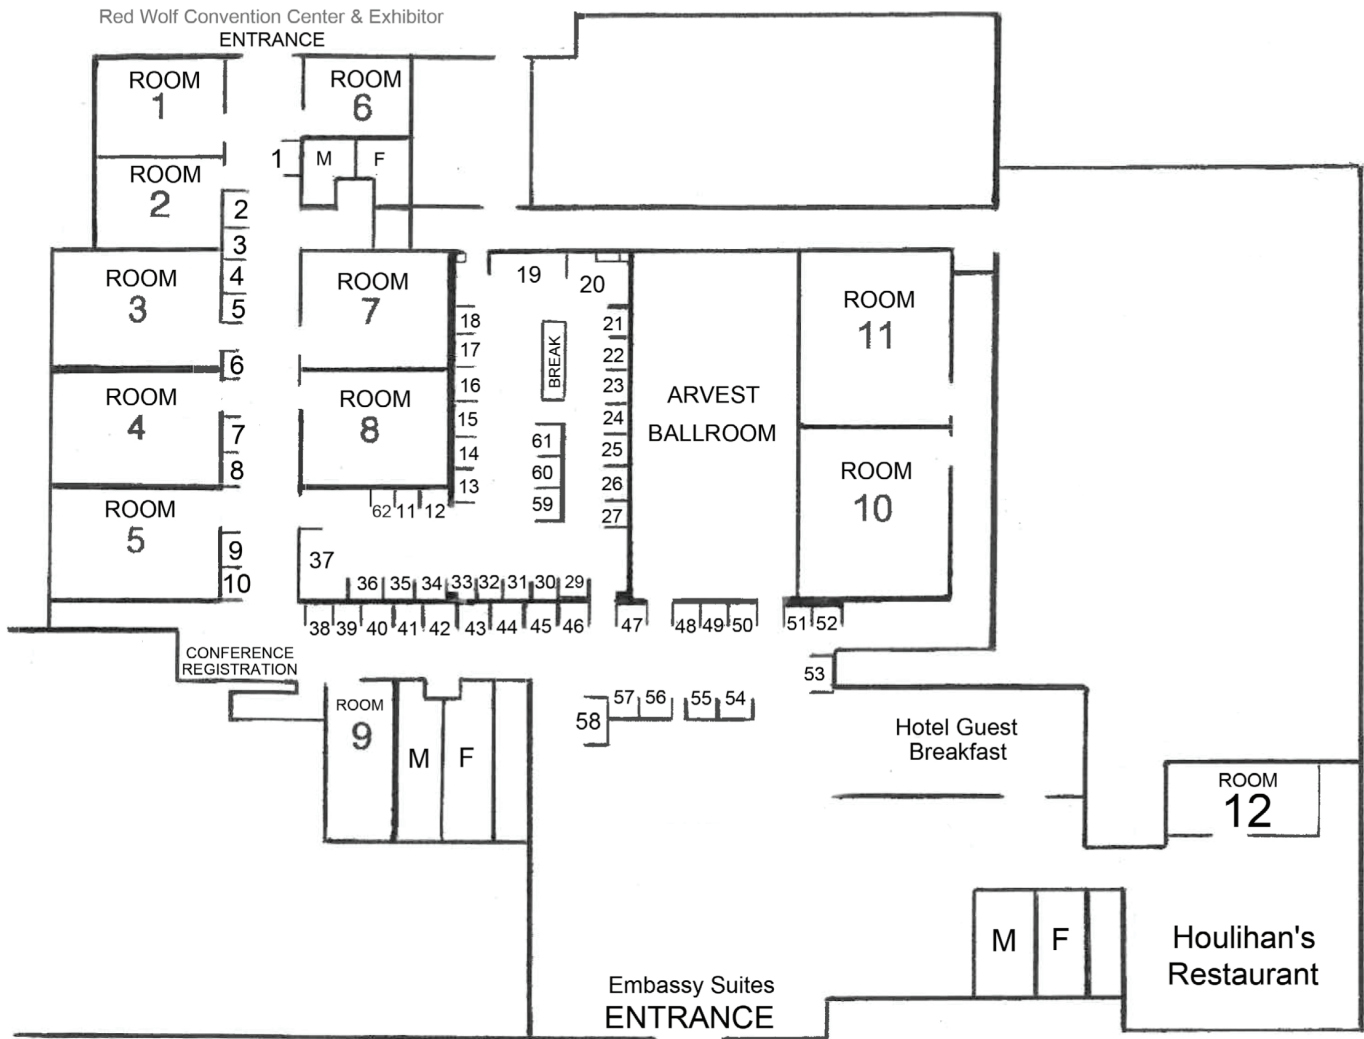 Red Wolf Convention Center & Exhibitor
ENTRANCE
ROOM
1
ROOM
6
1
M
F
ROOM
2
2
3
4
5
6
ROOM
3
ROOM
7
19
20
ROOM
11
18
17
16
15
14
13
BREAK
21
22
23
24
25
26
27
ARVEST
BALLROOM
ROOM
4
ROOM
8
7
8
61
60
59
ROOM
10
62
11
12
ROOM
5
9
10
37
36
35
34
33
32
31
30
29
38
39
40
41
42
43
44
45
46
47
48
49
50
51
52
CONFERENCE
REGISTRATION
53
ROOM
9
M
F
58
57
56
55
54
Hotel Guest
Breakfast
ROOM
12
M
F
Houlihan's
Restaurant
Embassy Suites
ENTRANCE